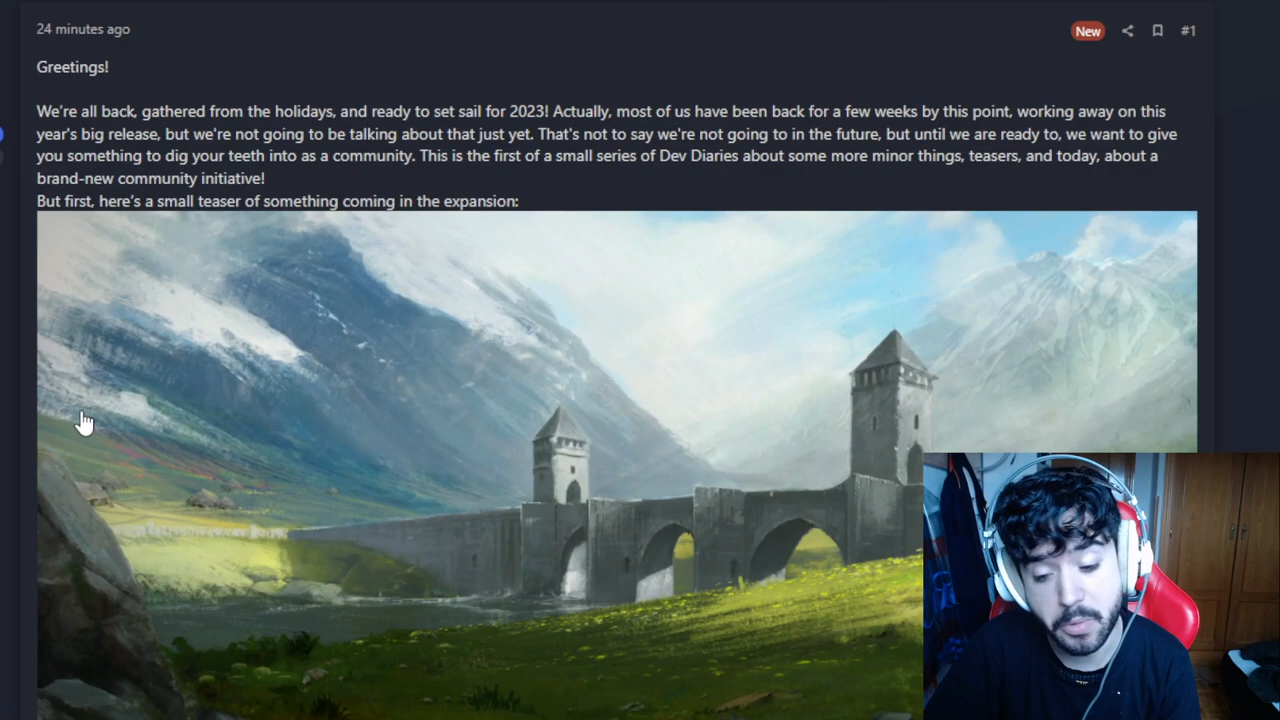 24 minutes ago
New
#1
Greetings!
We're all back, gathered from the holidays, and ready to set sail for 2023! Actually, most of us have been back for a few weeks by this point, working away on this
year's big release, but we're not going to be talking about that just yet. That's not to say we're not going to in the future, but until we are ready to, we want to give
you something to dig your teeth into as a community. This is the first of a small series of Dev Diaries about some more minor things, teasers, and today, about a
brand-new community initiative!
But first, here's a small teaser of something coming in the expansion: